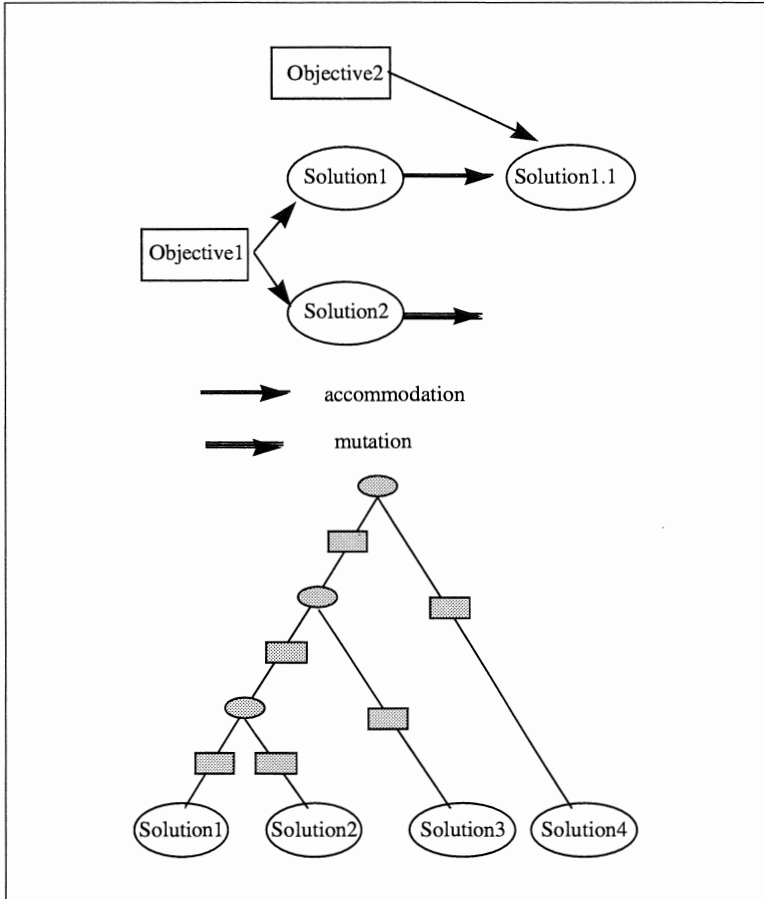 Objective2
Solution1
Solution1.1
Objective1
Solution2
accommodation
mutation
Solution1
Solution2
Solution3
Solution4